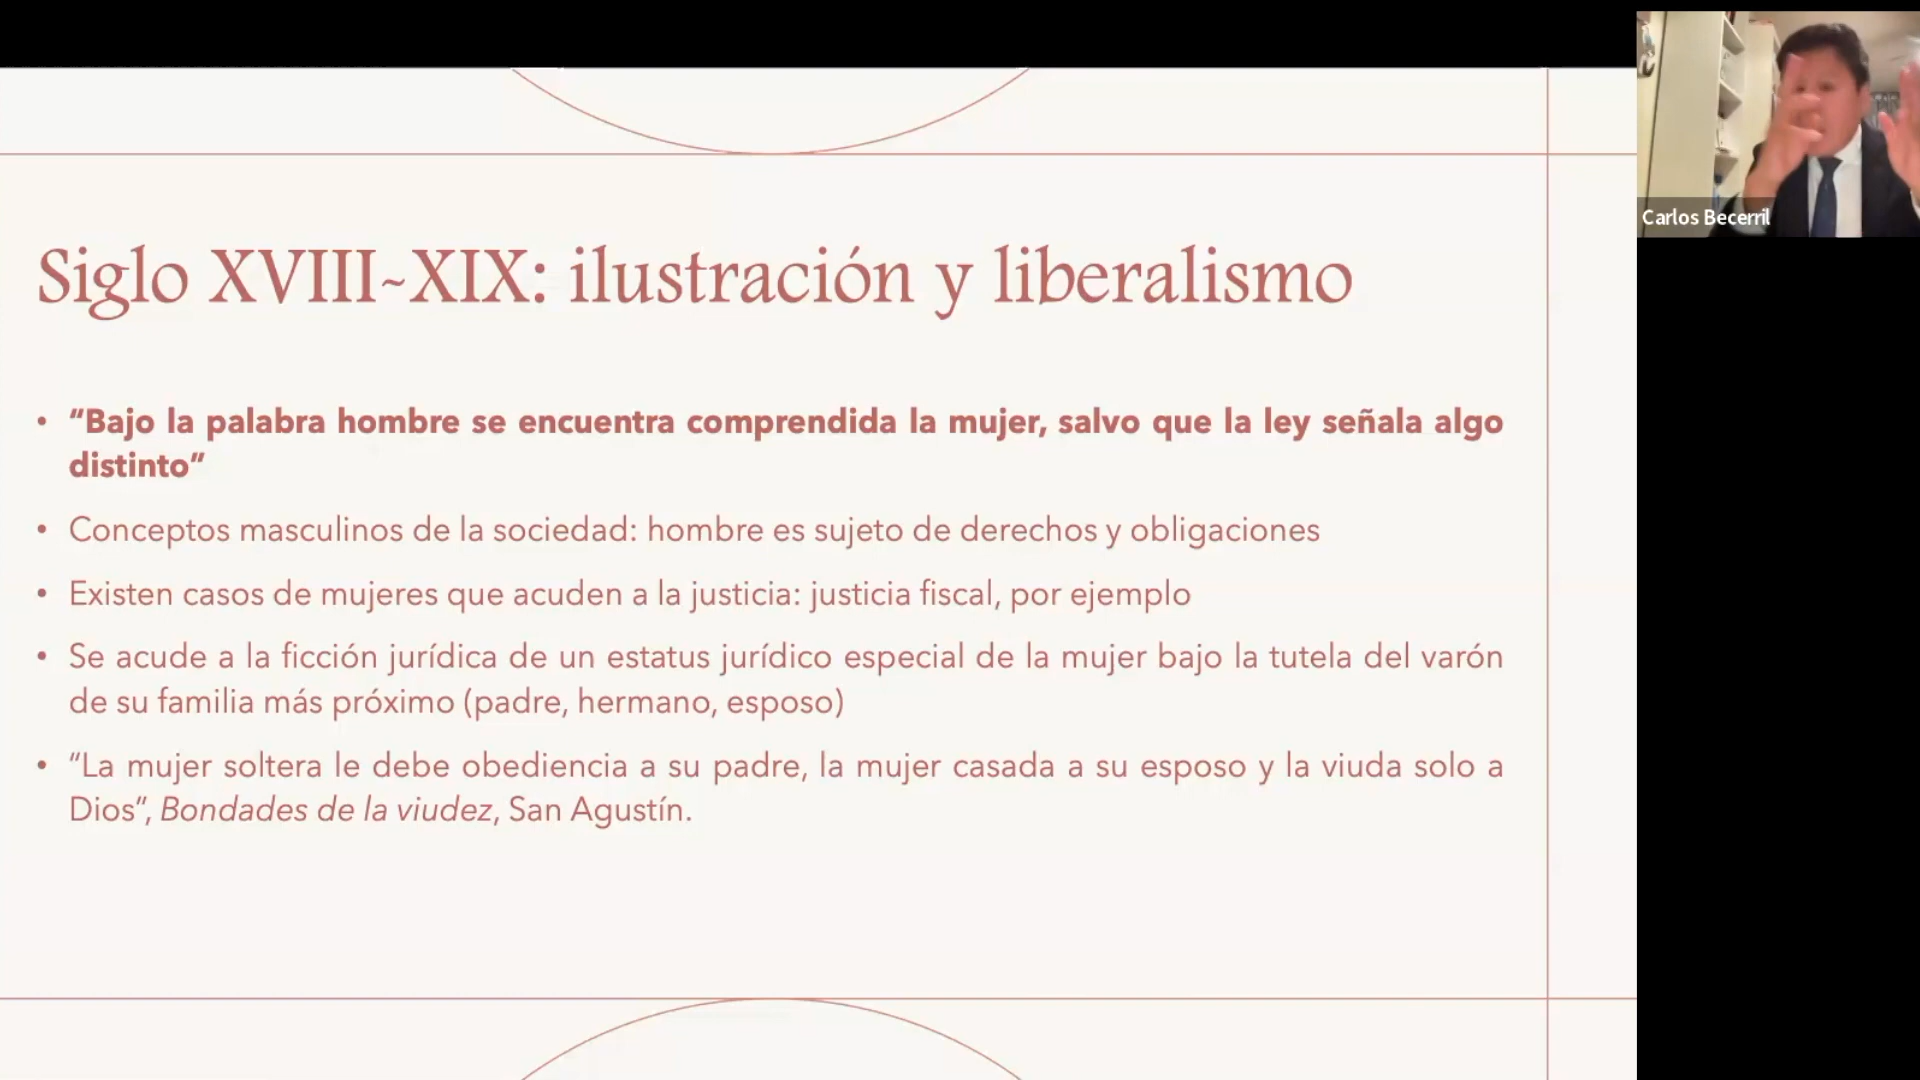 Siglo XVIII-XIX: ilustración y liberalismo
• “Bajo la palabra hombre se encuentra comprendida la mujer, salvo que la ley señala algo
distinto”
• Conceptos masculinos de la sociedad: hombre es sujeto de derechos y obligaciones
• Existen casos de mujeres que acuden a la justicia: justicia fiscal, por ejemplo
• Se acude a la ficción jurídica de un estatus jurídico especial de la mujer bajo la tutela del varón
de su familia más próximo (padre, hermano, esposo)
• “La mujer soltera le debe obediencia a su padre, la mujer casada a su esposo y la viuda solo a
Dios”, Bondades de la viudez, San Agustín.
Carlos Becerril